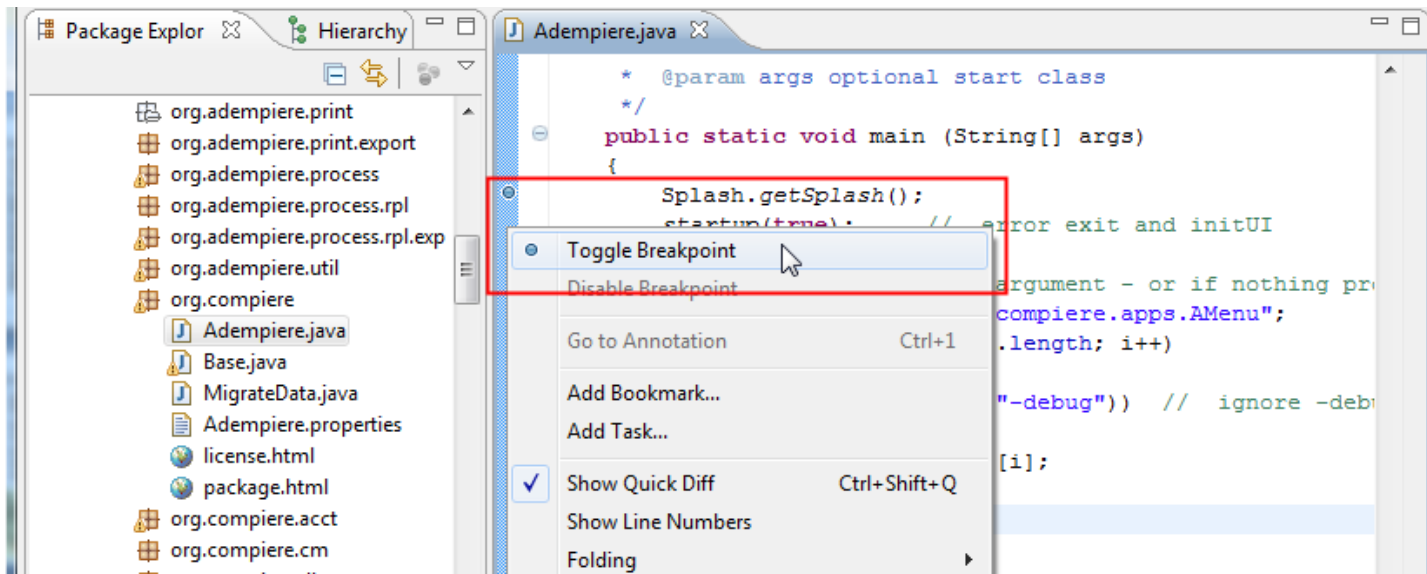 Package Explor
Hierarchy
org.adempiere.print
org.adempiere.print.export
org.adempiere.process
org.adempiere.process.rpl
org.adempiere.process.rpl.exp
org.adempiere.util
org.compiere
Adempiere.java
Base.java
MigrateData.java
Adempiere.properties
license.html
package.html
org.compiere.acct
org.compiere.cm
Adempiere.java
* @param args optional start class
*/
public static void main (String[] args)
{
Splash.getSplash();
startup(true); // error exit and initUI
argument - or if nothing
compiere.apps.AMenu";
.length; i++)
"-debug")) // ignore
[i];
Toggle Breakpoint
Disable Breakpoint
Go to Annotation Ctrl+1
Add Bookmark...
Add Task...
Show Quick Diff Ctrl+Shift+Q
Show Line Numbers
Folding